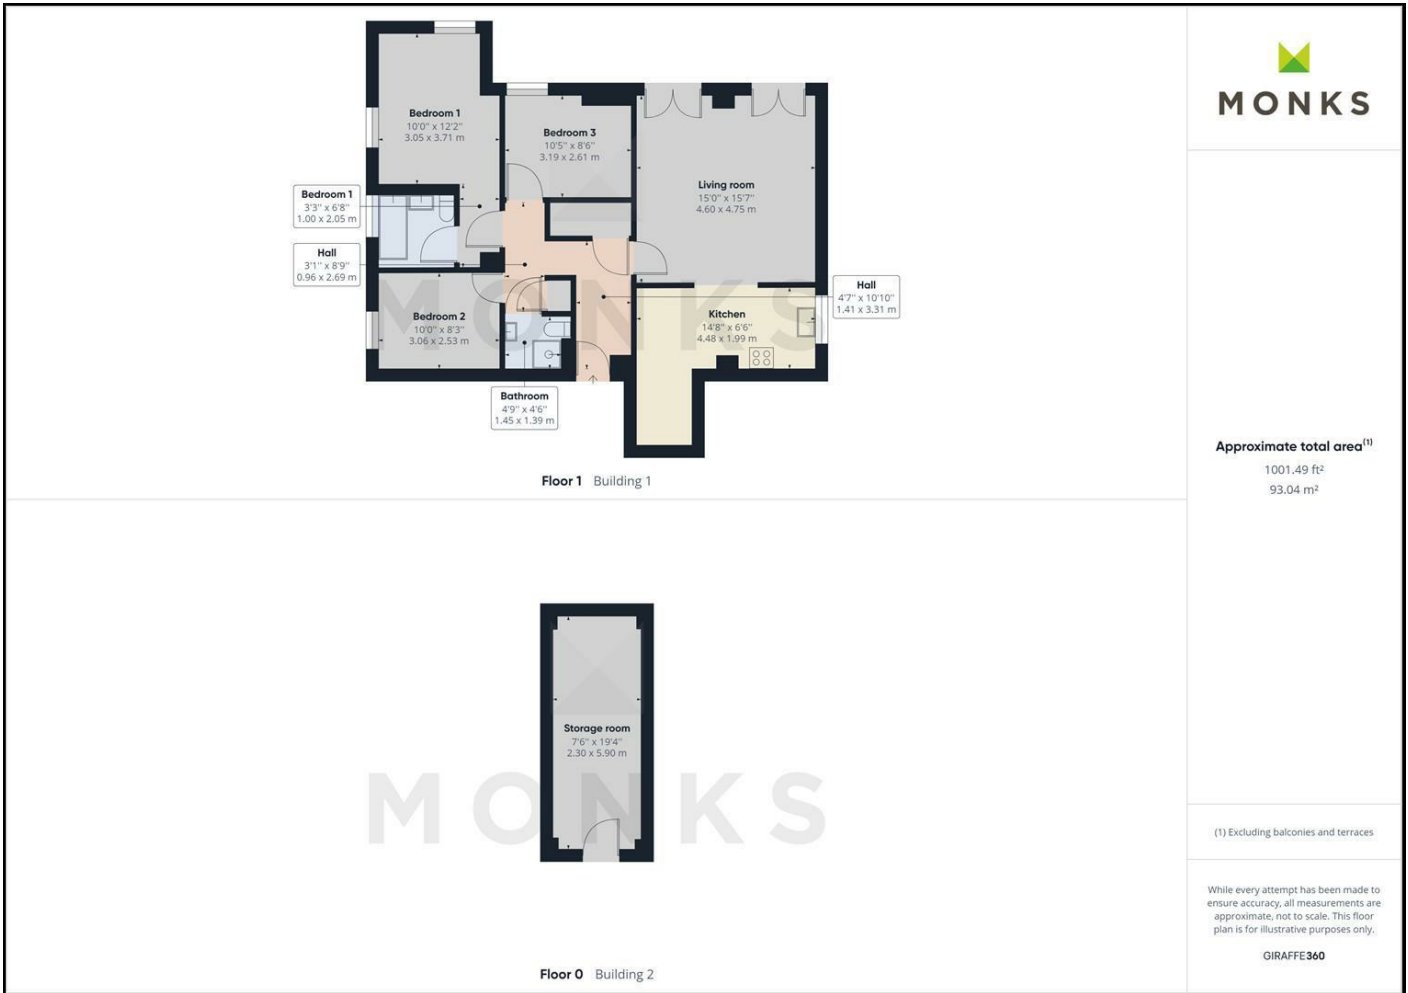 Bedroom 1
10'0" x 12'2"
3.05 x 3.71 m
Bedroom 3
10'5" x 8'6"
3.19 x 2.61 m
Living room
15'0" x 15'7"
4.60 x 4.75 m
Bedroom 1
3'3" x 6'8"
1.00 x 2.05 m
Hall
3'1" x 8'9"
0.96 x 2.69 m
Hall
4'7" x 10'10"
1.41 x 3.31 m
Bedroom 2
10'0" x 8'3"
3.06 x 2.53 m
Kitchen
14'8" x 6'6"
4.48 x 1.99 m
Bathroom
4'9" x 4'6"
1.45 x 1.39 m
MONKS
Floor 1 Building 1
Storage room
7'6" x 19'4"
2.30 x 5.90 m
MONKS
Floor 0 Building 2
MONKS
Approximate total area(1)
1001.49 ft²
93.04 m²
(1) Excluding balconies and terraces
While every attempt has been made to
ensure accuracy, all measurements are
approximate, not to scale. This floor
plan is for illustrative purposes only.
GIRAFFE360